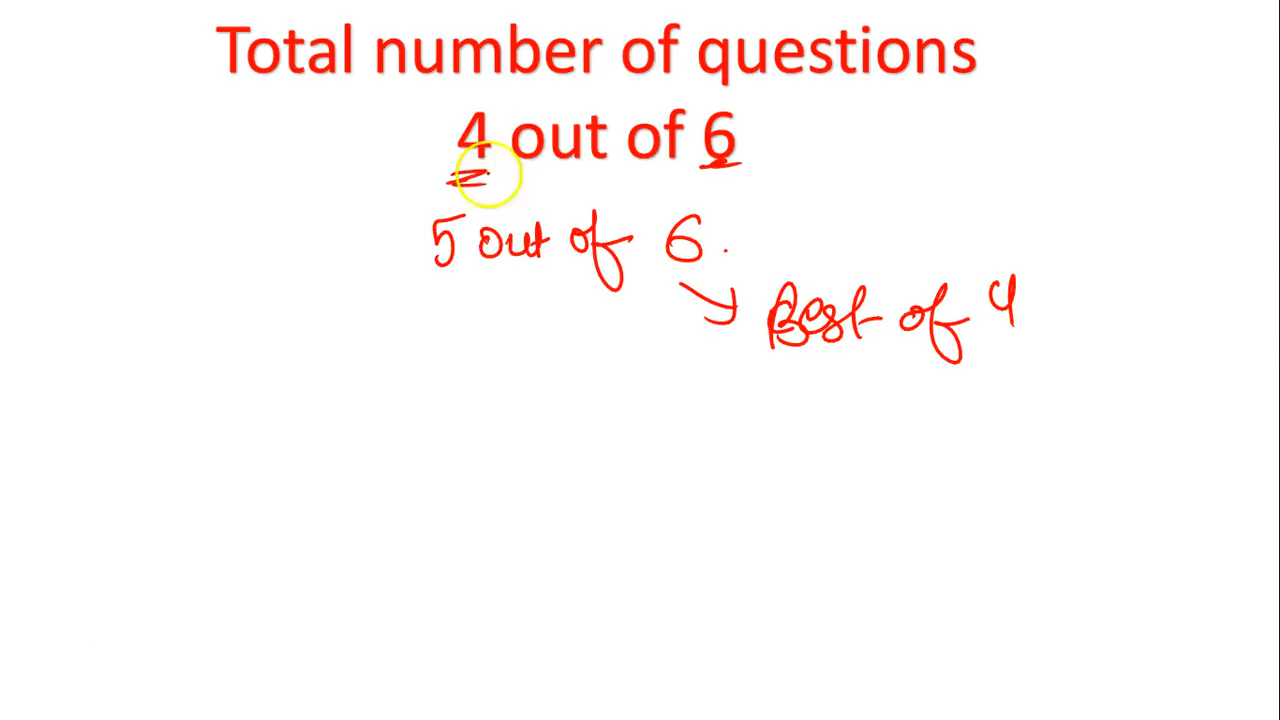 Total number of questions
4 out of 6
5 out of 6.
→ Best of 4